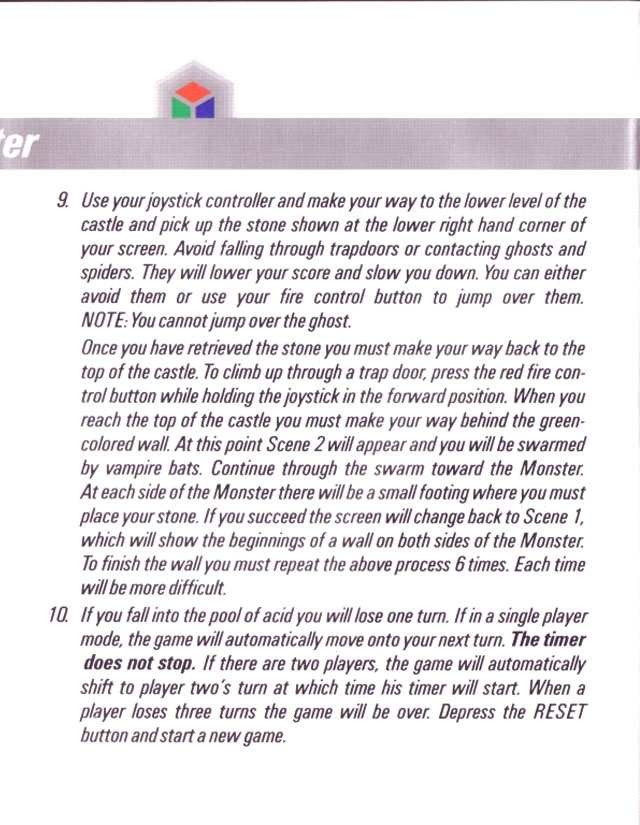 ter
9. Use your joystick controller and make your way to the lower level of the
castle and pick up the stone shown at the lower right hand corner of
your screen. Avoid falling through trapdoors or contacting ghosts and
spiders. They will lower your score and slow you down. You can either
avoid them or use your fire control button to jump over them.
NOTE: You cannot jump over the ghost.
Once you have retrieved the stone you must make your way back to the
top of the castle. To climb up through a trap door, press the red fire con-
trol button while holding the joystick in the forward position. When you
reach the top of the castle you must make your way behind the green-
colored wall. At this point Scene 2 will appear and you will be swarmed
by vampire bats. Continue through the swarm toward the Monster.
At each side of the Monster there will be a small footing where you must
place your stone. If you succeed the screen will change back to Scene 1,
which will show the beginnings of a wall on both sides of the Monster.
To finish the wall you must repeat the above process 6 times. Each time
will be more difficult.
10. If you fall into the pool of acid you will lose one turn. If in a single player
mode, the game will automatically move onto your next turn. The timer
does not stop. If there are two players, the game will automatically
shift to player two's turn at which time his timer will start. When a
player loses three turns the game will be over. Depress the RESET
button and start a new game.